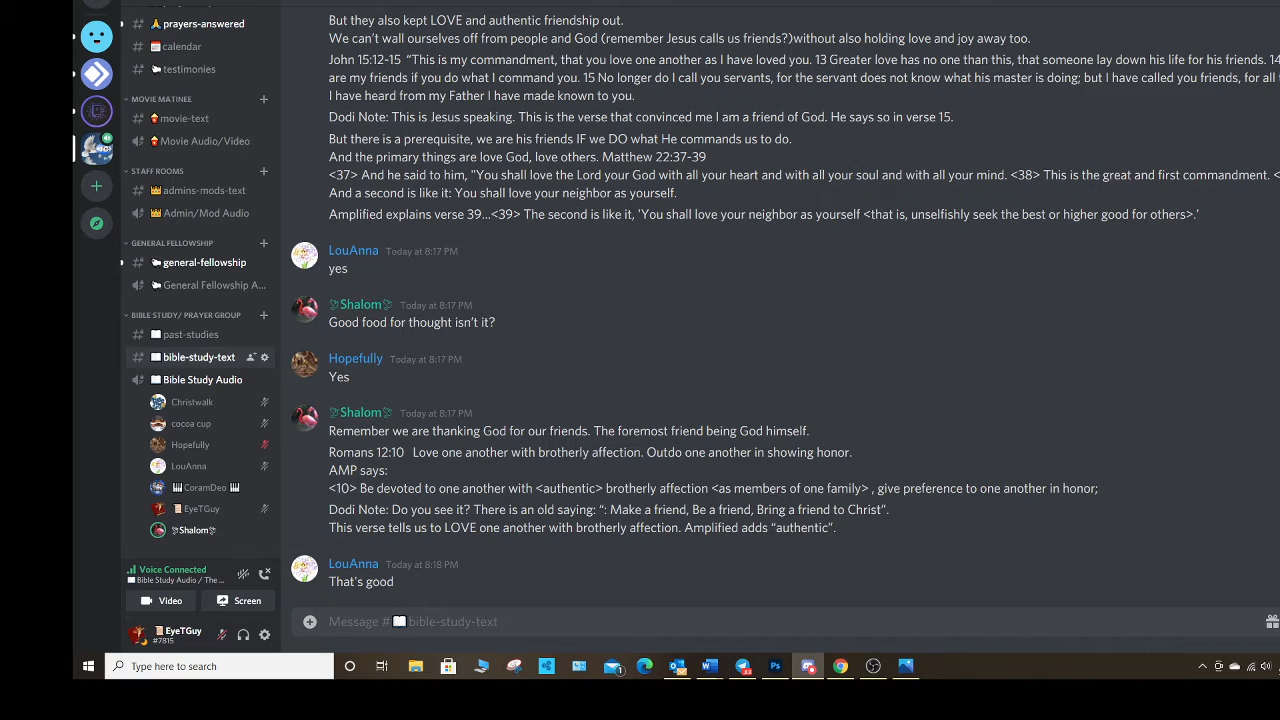 prayers-answered
calendar
testimonies
MOVIE MATINEE
movie-text
Movie Audio/Video
STAFF ROOMS
admins-mods-text
Admin/Mod Audio
GENERAL FELLOWSHIP
general-fellowship
General Fellowship A...
BIBLE STUDY/ PRAYER GROUP
past-studies
bible-study-text
Bible Study Audio
Christwalk
cocoa cup
Hopefully
LouAnna
CoramDeo
EyeTGuy
Shalom
Voice Connected
Bible Study Audio / The ...
Video
Screen
EyeTGuy
#7815
But they also kept LOVE and authentic friendship out.
We can't wall ourselves off from people and God (remember Jesus calls us friends?)without also holding love and joy away too.
John 15:12-15 "This is my commandment, that you love one another as I have loved you. 13 Greater love has no one than this, that someone lay down his life for his friends. 14
are my friends if you do what I command you. 15 No longer do I call you servants, for the servant does not know what his master is doing; but I have called you friends, for all
I have heard from my Father I have made known to you.
Dodi Note: This is Jesus speaking. This is the verse that convinced me I am a friend of God. He says so in verse 15.
But there is a prerequisite, we are his friends IF we DO what He commands us to do.
And the primary things are love God, love others. Matthew 22:37-39
<37> And he said to him, "You shall love the Lord your God with all your heart and with all your soul and with all your mind. <38> This is the great and first commandment. <
And a second is like it: You shall love your neighbor as yourself.
Amplified explains verse 39...<39> The second is like it, 'You shall love your neighbor as yourself <that is, unselfishly seek the best or higher good for others>.'
LouAnna Today at 8:17 PM
yes
Shalom Today at 8:17 PM
Good food for thought isn't it?
Hopefully Today at 8:17 PM
Yes
Shalom Today at 8:17 PM
Remember we are thanking God for our friends. The foremost friend being God himself.
Romans 12:10 Love one another with brotherly affection. Outdo one another in showing honor.
AMP says:
<10> Be devoted to one another with <authentic> brotherly affection <as members of one family> , give preference to one another in honor;
Dodi Note: Do you see it? There is an old saying: ": Make a friend, Be a friend, Bring a friend to Christ".
This verse tells us to LOVE one another with brotherly affection. Amplified adds "authentic".
LouAnna Today at 8:18 PM
That's good
Message # bible-study-text
Type here to search